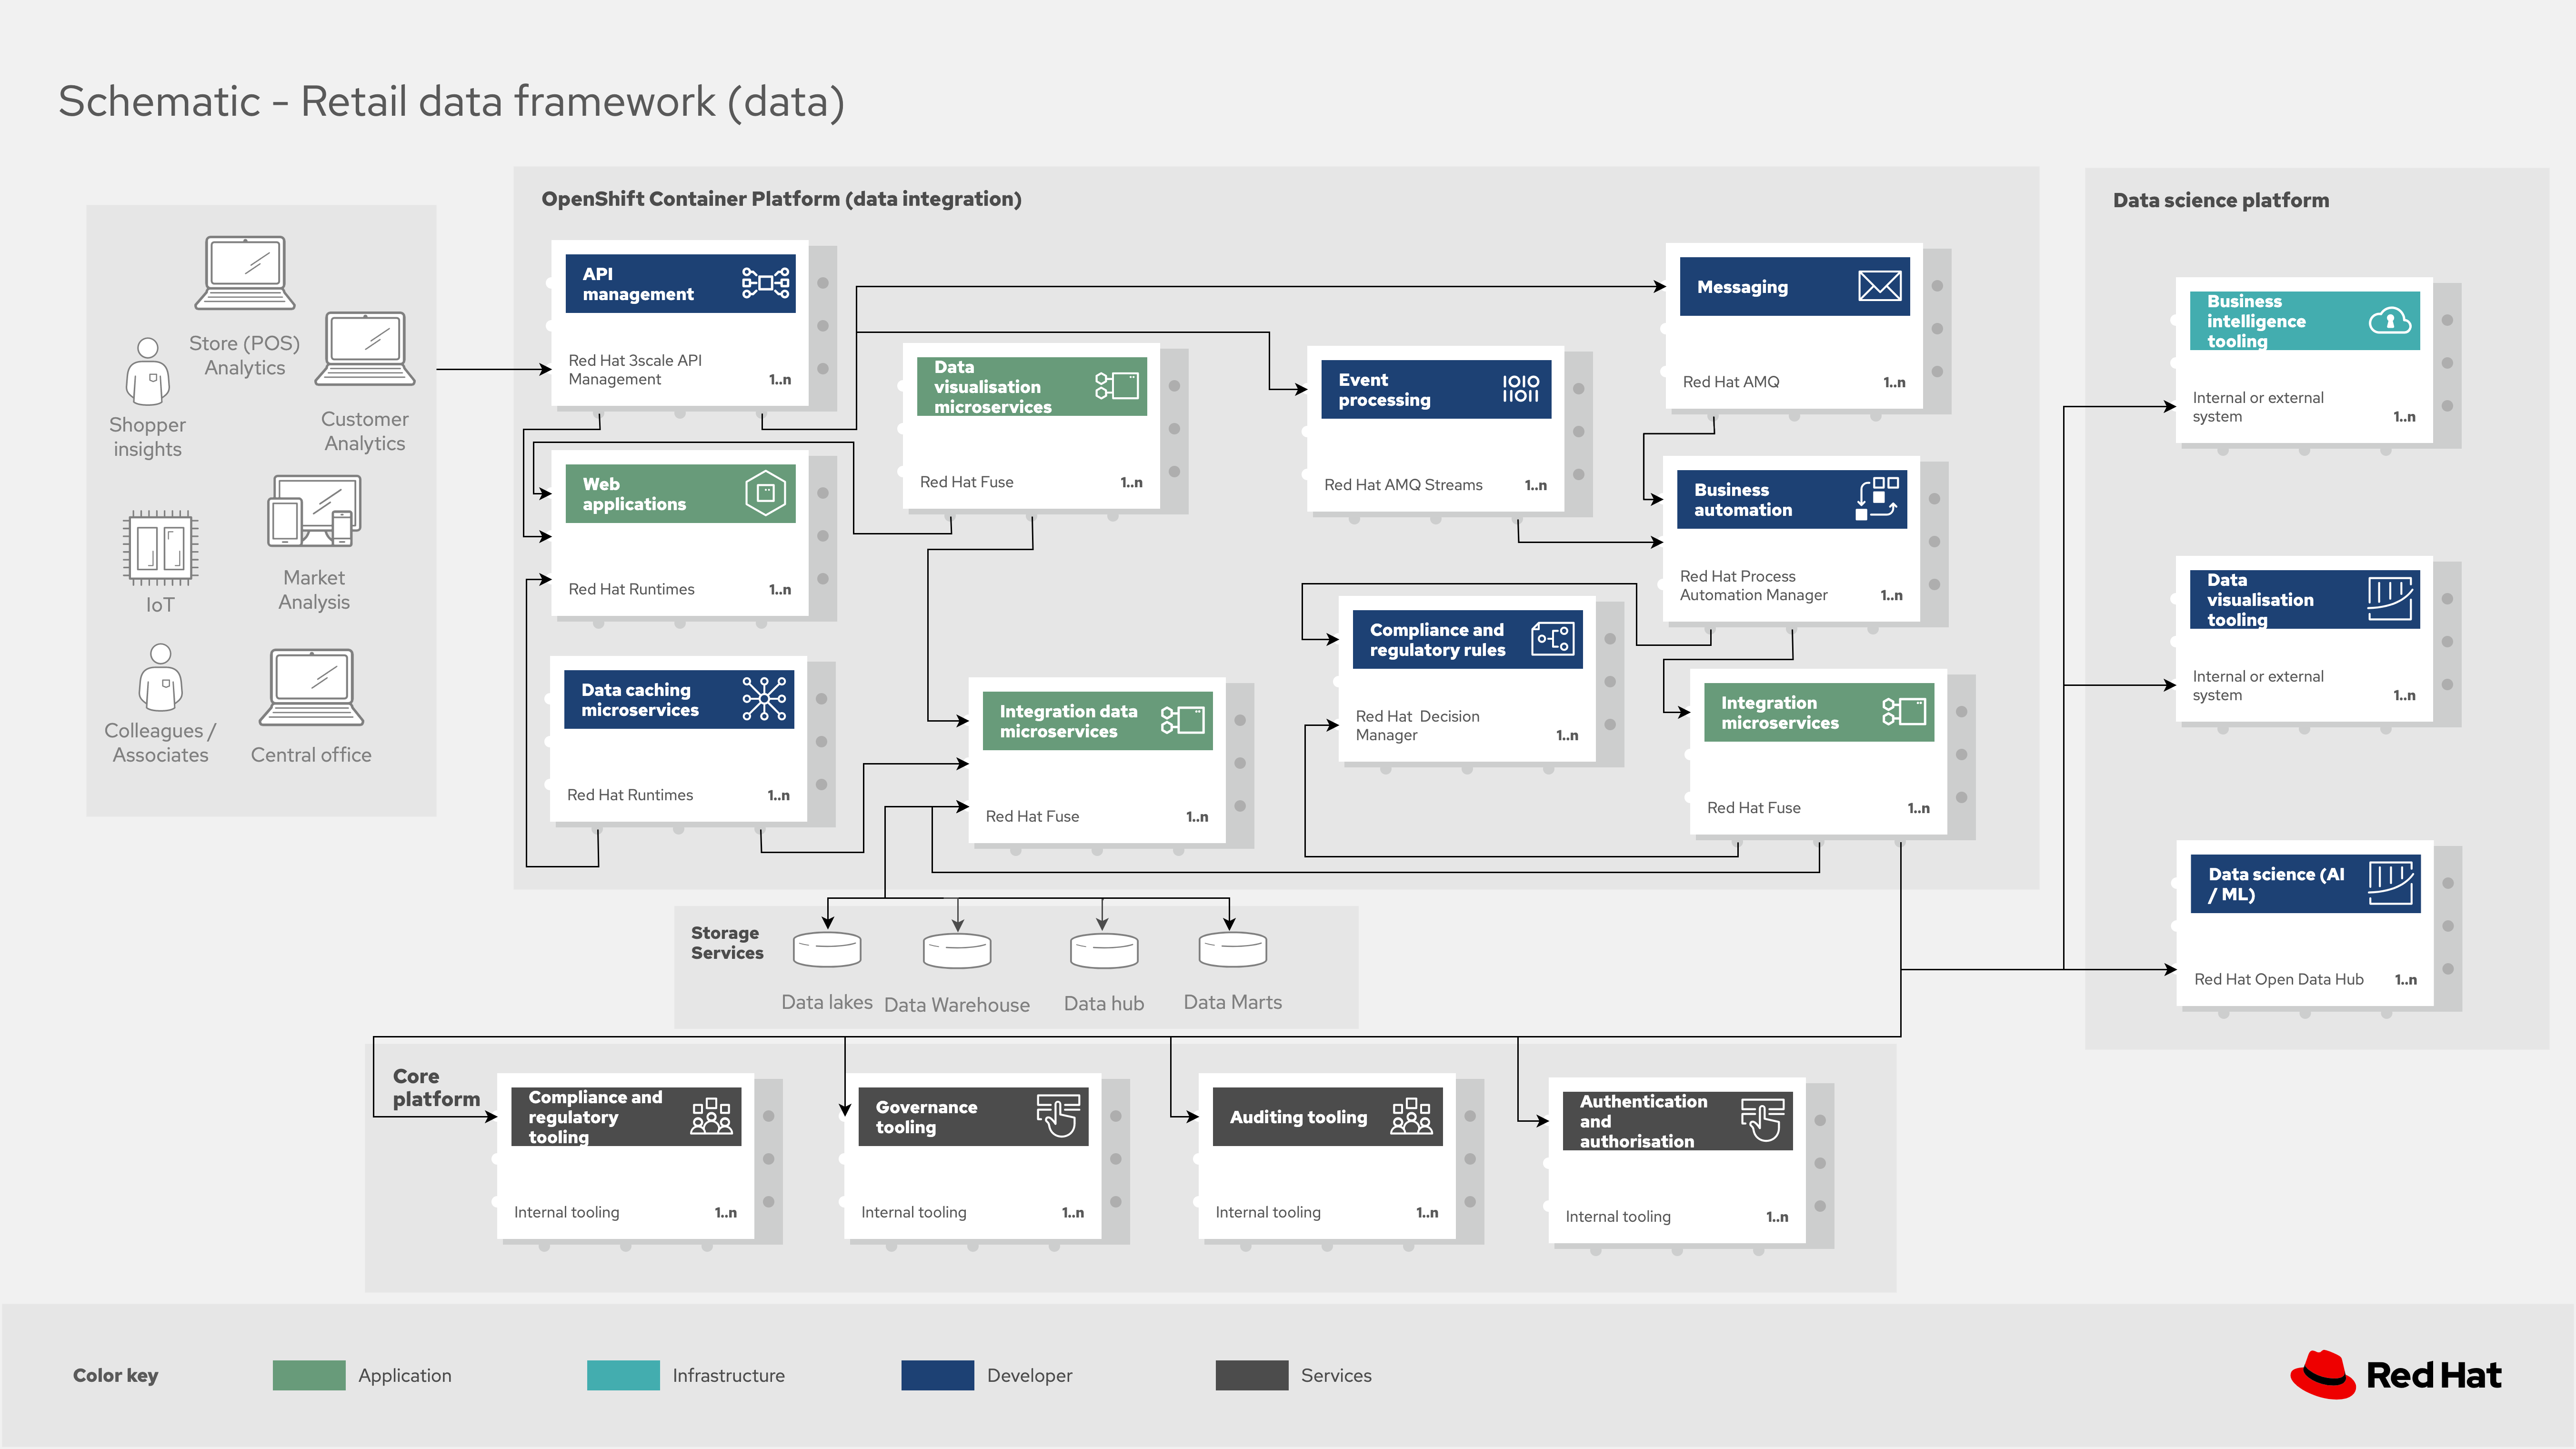 Schematic - Retail data framework (data)
Store (POS)
Analytics
Shopper
insights
Customer
Analytics
IoT
Market
Analysis
Colleagues /
Associates
Central office
OpenShift Container Platform (data integration)
API
management
Red Hat 3scale API
Management
1..n
Web
applications
Red Hat Runtimes
1..n
Data caching
microservices
Red Hat Runtimes
1..n
Data
visualisation
microservices
Red Hat Fuse
1..n
Integration data
microservices
Red Hat Fuse
1..n
Event
processing
IOIO
IIOII
Red Hat AMQ Streams
1..n
Compliance and
regulatory rules
Red Hat Decision
Manager
1..n
Messaging
Red Hat AMQ
1..n
Business
automation
Red Hat Process
Automation Manager
1..n
Integration
microservices
Red Hat Fuse
1..n
Data science platform
Business
intelligence
tooling
Internal or external
system
1..n
Data
visualisation
tooling
Internal or external
system
1..n
Data science (AI
/ ML)
Red Hat Open Data Hub
1..n
Storage
Services
Data lakes
Data Warehouse
Data hub
Data Marts
Core
platform
Compliance and
regulatory
tooling
Internal tooling
1..n
Governance
tooling
Internal tooling
1..n
Auditing tooling
Internal tooling
1..n
Authentication
and
authorisation
Internal tooling
1..n
Color key
Application
Infrastructure
Developer
Services
Red Hat